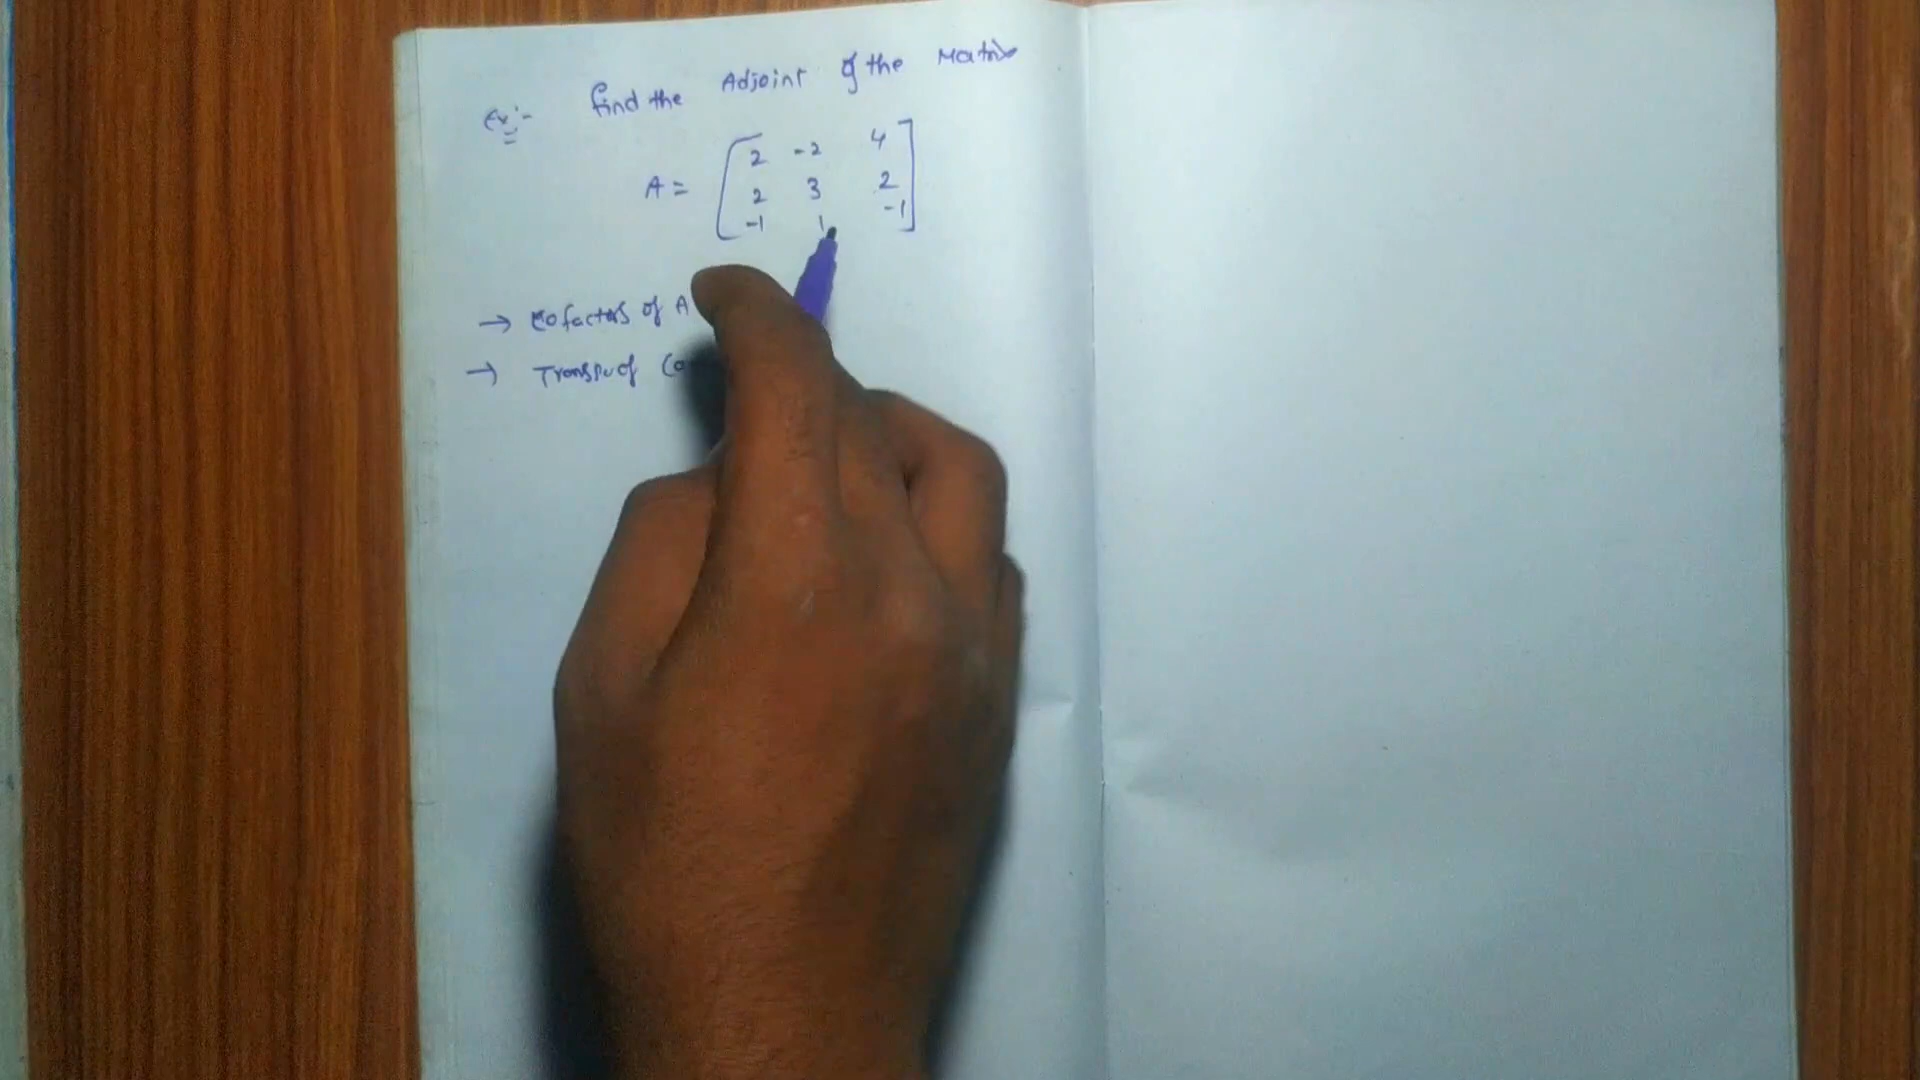 Ex:- find the Adjoint of the Matrix
A = [ 2 -2 4
2 3 2
-1 1 -1 ]
→ Cofactors of A
→ of